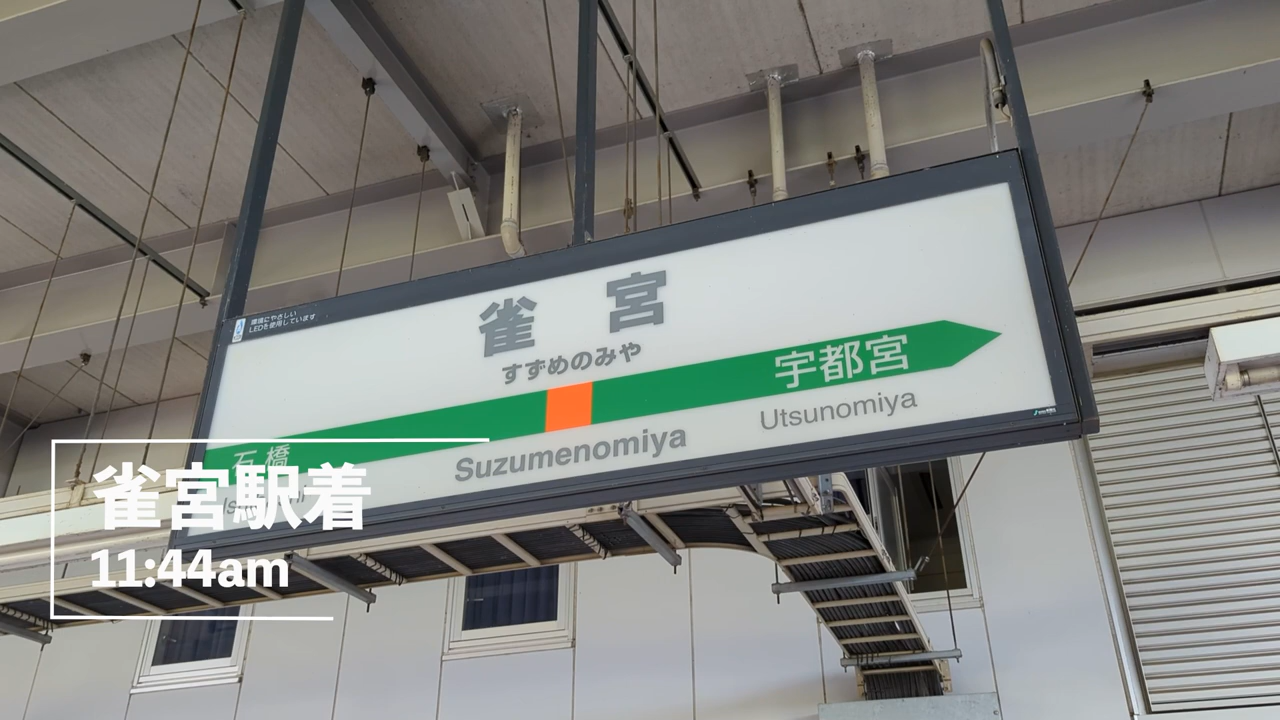 環境にやさしい
LEDを使用しています
雀宮
すずめのみや
宇都宮
石橋
Suzumenomiya
Utsunomiya
雀宮駅着
11:44am